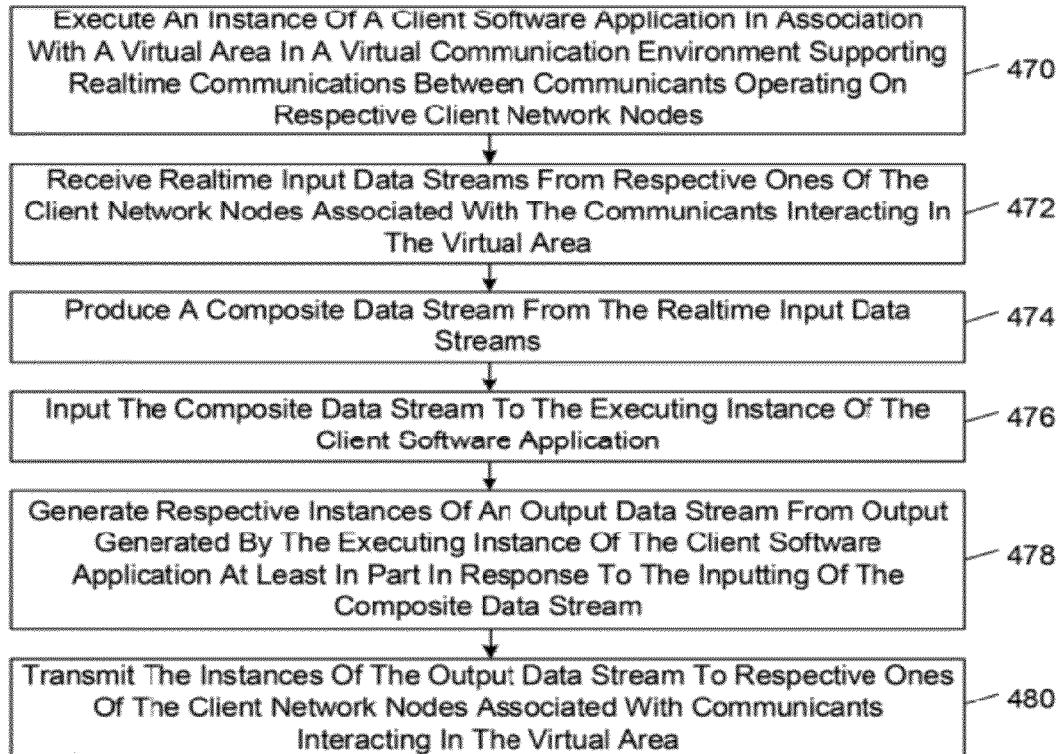 Execute An Instance Of A Client Software Application In Association
With A Virtual Area In A Virtual Communication Environment Supporting
Realtime Communications Between Communicants Operating On
Respective Client Network Nodes
470
Receive Realtime Input Data Streams From Respective Ones Of The
Client Network Nodes Associated With The Communicants Interacting In
The Virtual Area
472
Produce A Composite Data Stream From The Realtime Input Data
Streams
474
Input The Composite Data Stream To The Executing Instance Of The
Client Software Application
476
Generate Respective Instances Of An Output Data Stream From Output
Generated By The Executing Instance Of The Client Software
Application At Least In Part In Response To The Inputting Of The
Composite Data Stream
478
Transmit The Instances Of The Output Data Stream To Respective Ones
Of The Client Network Nodes Associated With Communicants
Interacting In The Virtual Area
480